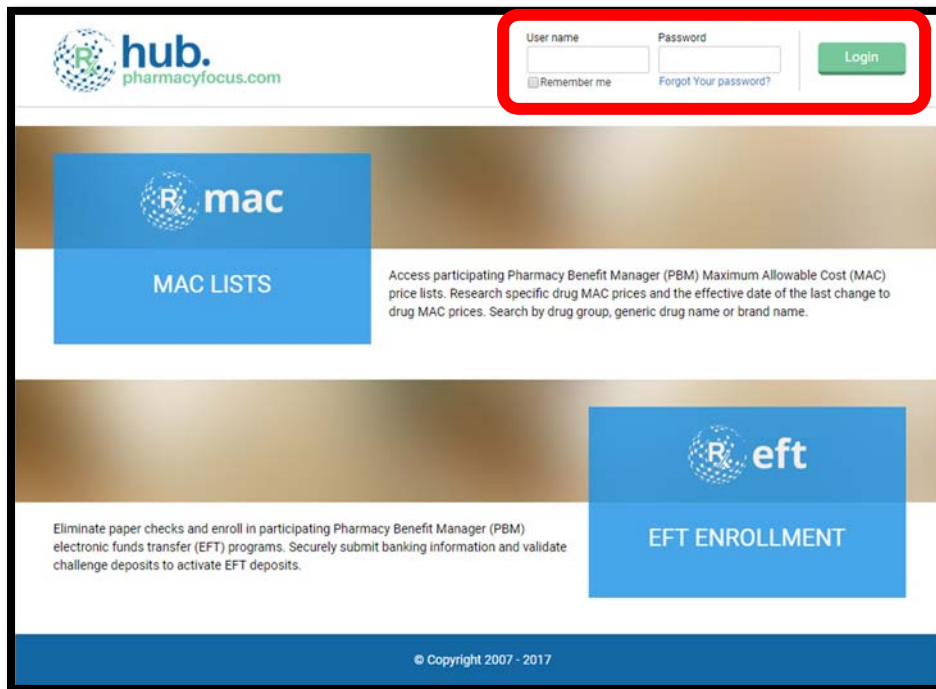 Rx hub.
pharmacyfocus.com
User name Password
Login
Remember me Forgot Your password?
Rx mac
MAC LISTS
Access participating Pharmacy Benefit Manager (PBM) Maximum Allowable Cost (MAC)
price lists. Research specific drug MAC prices and the effective date of the last change to
drug MAC prices. Search by drug group, generic drug name or brand name.
Rx eft
EFT ENROLLMENT
Eliminate paper checks and enroll in participating Pharmacy Benefit Manager (PBM)
electronic funds transfer (EFT) programs. Securely submit banking information and validate
challenge deposits to activate EFT deposits.
© Copyright 2007 - 2017